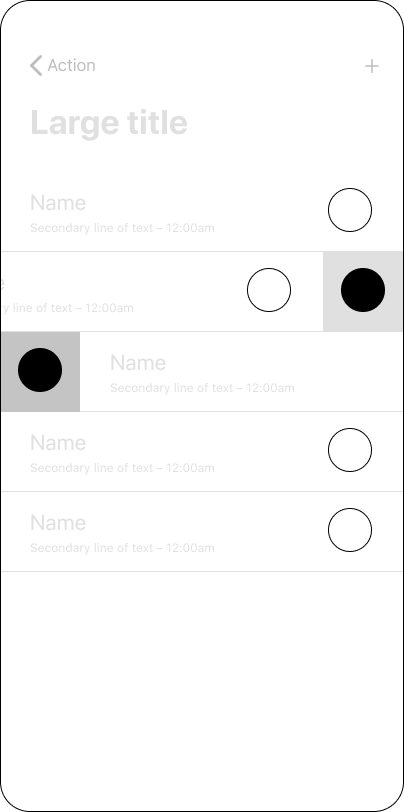 Action
+
Large title
Name
Secondary line of text – 12:00am
line of text – 12:00am
Name
Secondary line of text – 12:00am
Name
Secondary line of text – 12:00am
Name
Secondary line of text – 12:00am